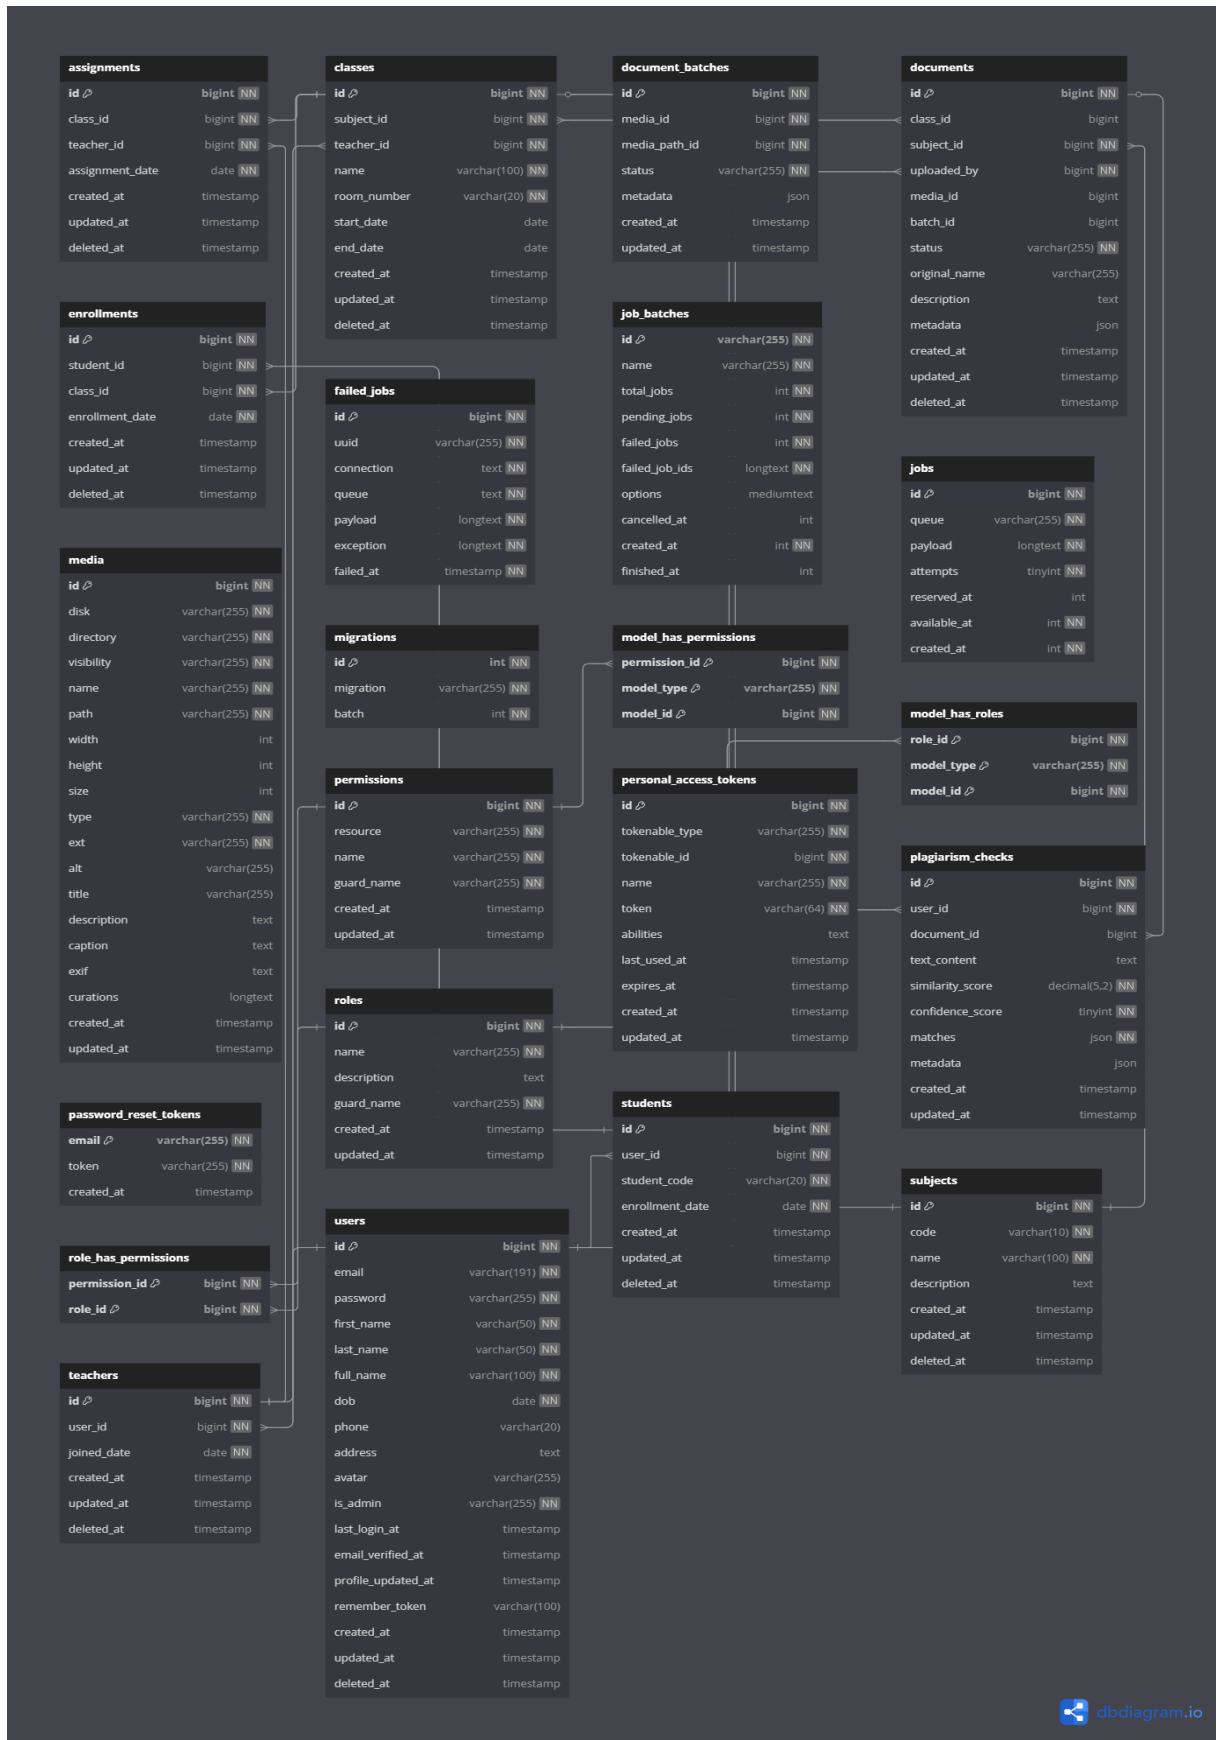 assignments
id bigint NN
class_id bigint NN
teacher_id bigint NN
assignment_date date NN
created_at timestamp
updated_at timestamp
deleted_at timestamp
enrollments
id bigint NN
student_id bigint NN
class_id bigint NN
enrollment_date date NN
created_at timestamp
updated_at timestamp
deleted_at timestamp
media
id bigint NN
disk varchar(255) NN
directory varchar(255) NN
visibility varchar(255) NN
name varchar(255) NN
path varchar(255) NN
width int
height int
size int
type varchar(255) NN
ext varchar(255) NN
alt varchar(255)
title varchar(255)
description text
caption text
exif text
curations longtext
created_at timestamp
updated_at timestamp
password_reset_tokens
email varchar(255) NN
token varchar(255) NN
created_at timestamp
role_has_permissions
permission_id bigint NN
role_id bigint NN
teachers
id bigint NN
user_id bigint NN
joined_date date NN
created_at timestamp
updated_at timestamp
deleted_at timestamp
classes
id bigint NN
subject_id bigint NN
teacher_id bigint NN
name varchar(100) NN
room_number varchar(20) NN
start_date date
end_date date
created_at timestamp
updated_at timestamp
deleted_at timestamp
failed_jobs
id bigint NN
uuid varchar(255) NN
connection text NN
queue text NN
payload longtext NN
exception longtext NN
failed_at timestamp NN
migrations
id int NN
migration varchar(255) NN
batch int NN
permissions
id bigint NN
resource varchar(255) NN
name varchar(255) NN
guard_name varchar(255) NN
created_at timestamp
updated_at timestamp
roles
id bigint NN
name varchar(255) NN
description text
guard_name varchar(255) NN
created_at timestamp
updated_at timestamp
users
id bigint NN
email varchar(191) NN
password varchar(255) NN
first_name varchar(50) NN
last_name varchar(50) NN
full_name varchar(100) NN
dob date NN
phone varchar(20)
address text
avatar varchar(255)
is_admin varchar(255) NN
last_login_at timestamp
email_verified_at timestamp
profile_updated_at timestamp
remember_token varchar(100)
created_at timestamp
updated_at timestamp
deleted_at timestamp
document_batches
id bigint NN
media_id bigint NN
media_path_id bigint NN
status varchar(255) NN
metadata json
created_at timestamp
updated_at timestamp
job_batches
id varchar(255) NN
name varchar(255) NN
total_jobs int NN
pending_jobs int NN
failed_jobs int NN
failed_job_ids longtext NN
options mediumtext
cancelled_at int
created_at int NN
finished_at int
model_has_permissions
permission_id bigint NN
model_type varchar(255) NN
model_id bigint NN
personal_access_tokens
id bigint NN
tokenable_type varchar(255) NN
tokenable_id bigint NN
name varchar(255) NN
token varchar(64) NN
abilities text
last_used_at timestamp
expires_at timestamp
created_at timestamp
updated_at timestamp
students
id bigint NN
user_id bigint NN
student_code varchar(20) NN
enrollment_date date NN
created_at timestamp
updated_at timestamp
deleted_at timestamp
documents
id bigint NN
class_id bigint
subject_id bigint NN
uploaded_by bigint NN
media_id bigint
batch_id bigint
status varchar(255) NN
original_name varchar(255)
description text
metadata json
created_at timestamp
updated_at timestamp
deleted_at timestamp
jobs
id bigint NN
queue varchar(255) NN
payload longtext NN
attempts tinyint NN
reserved_at int
available_at int NN
created_at int NN
model_has_roles
role_id bigint NN
model_type varchar(255) NN
model_id bigint NN
plagiarism_checks
id bigint NN
user_id bigint NN
document_id bigint
text_content text
similarity_score decimal(5,2) NN
confidence_score tinyint NN
matches json NN
metadata json
created_at timestamp
updated_at timestamp
subjects
id bigint NN
code varchar(10) NN
name varchar(100) NN
description text
created_at timestamp
updated_at timestamp
deleted_at timestamp
dbdiagram.io